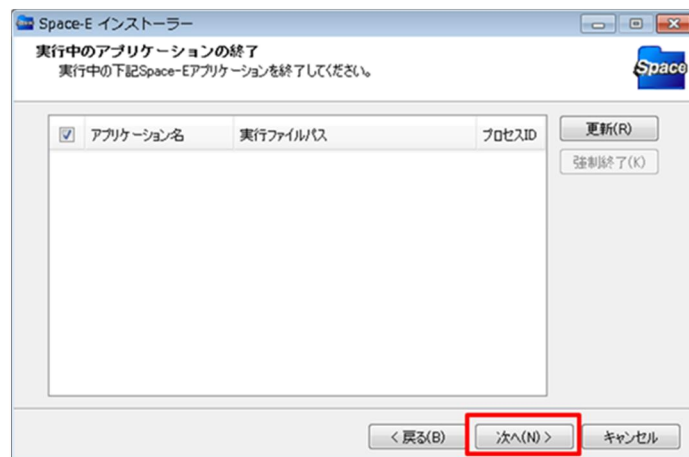 Space-E インストーラー
実行中のアプリケーションの終了
実行中の下記Space-Eアプリケーションを終了してください。
Space
アプリケーション名 実行ファイルパス プロセスID
更新(R)
強制終了(K)
< 戻る(B) 次へ(N) > キャンセル